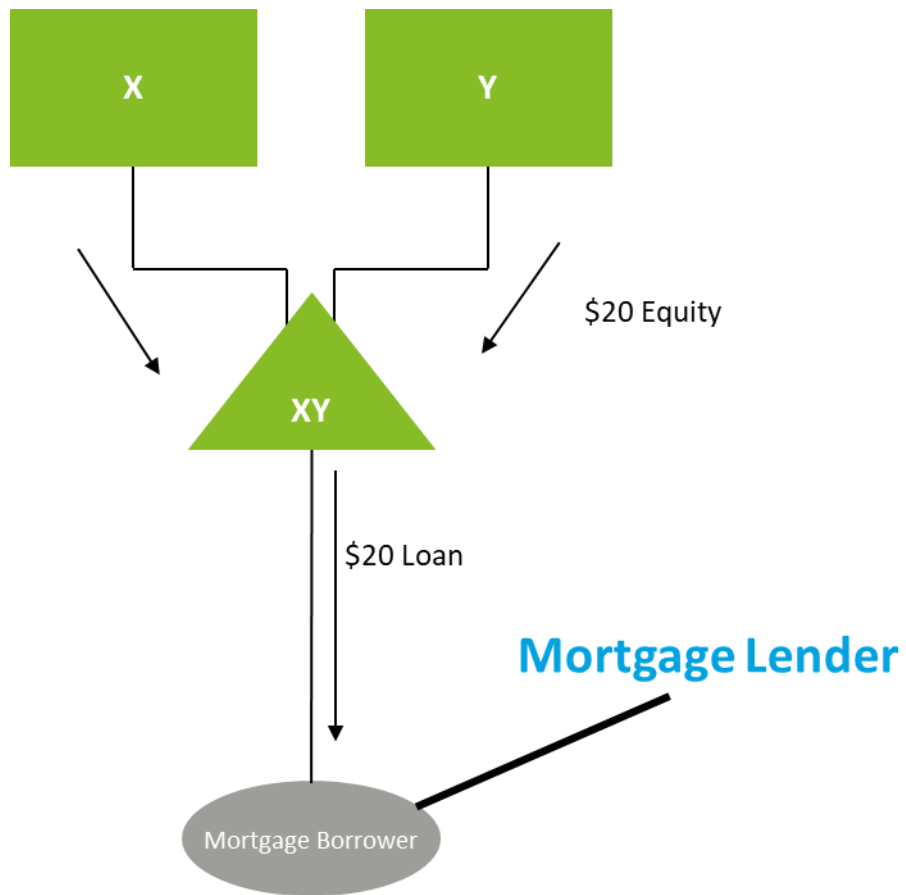 X
Y
$20 Equity
XY
$20 Loan
Mortgage Lender
Mortgage Borrower